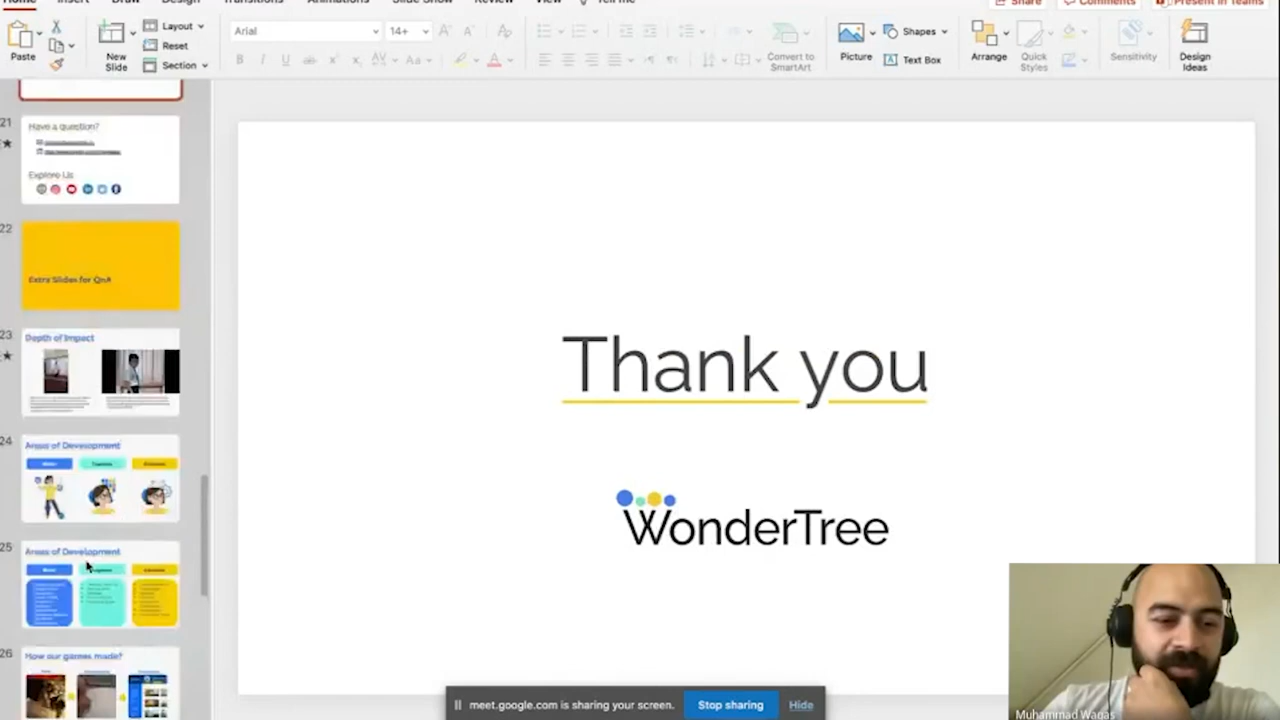 Home Insert Draw Design Transitions Animations Slide Show Review View Tell me
Share Comments Present in Teams
Paste
New Slide
Layout
Reset
Section
Arial
14+
Convert to SmartArt
Picture
Shapes
Text Box
Arrange
Quick Styles
Sensitivity
Design Ideas
21
Have a question?
Explore Us
22
Extra Slides for QnA
23
Depth of Impact
24
Areas of Development
25
Areas of Development
26
How our games made?
Thank you
WonderTree
meet.google.com is sharing your screen.
Stop sharing
Hide
Muhammad Waqas